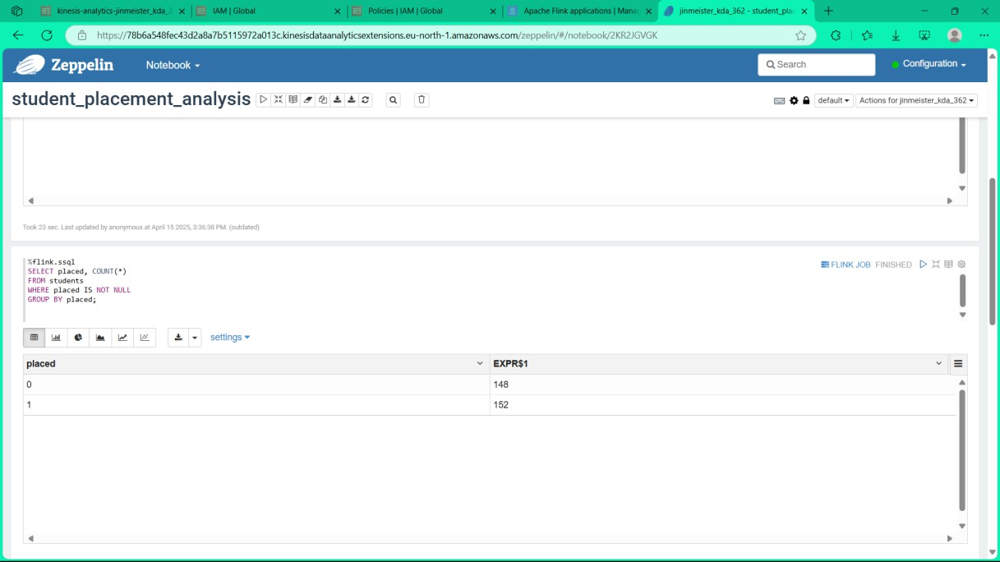 kinesis-analytics-jinmeister_kda_3
IAM | Global
Policies | IAM | Global
Apache Flink applications | Mana
jinmeister_kda_362 - student_plac
https://78b6a548fec43d2a8a7b5115972a013c.kinesisdataanalyticsextensions.eu-north-1.amazonaws.com/zeppelin/#/notebook/2KR2JGVGK
Zeppelin
Notebook
Search
Configuration
student_placement_analysis
default
Actions for jinmeister_kda_362
Took 23 sec. Last updated by anonymous at April 15 2025, 3:36:38 PM. (outdated)
%flink.ssql
FLINK JOB FINISHED
SELECT placed, COUNT(*)
FROM students
WHERE placed IS NOT NULL
GROUP BY placed;
settings
placed EXPR$1
0 148
1 152